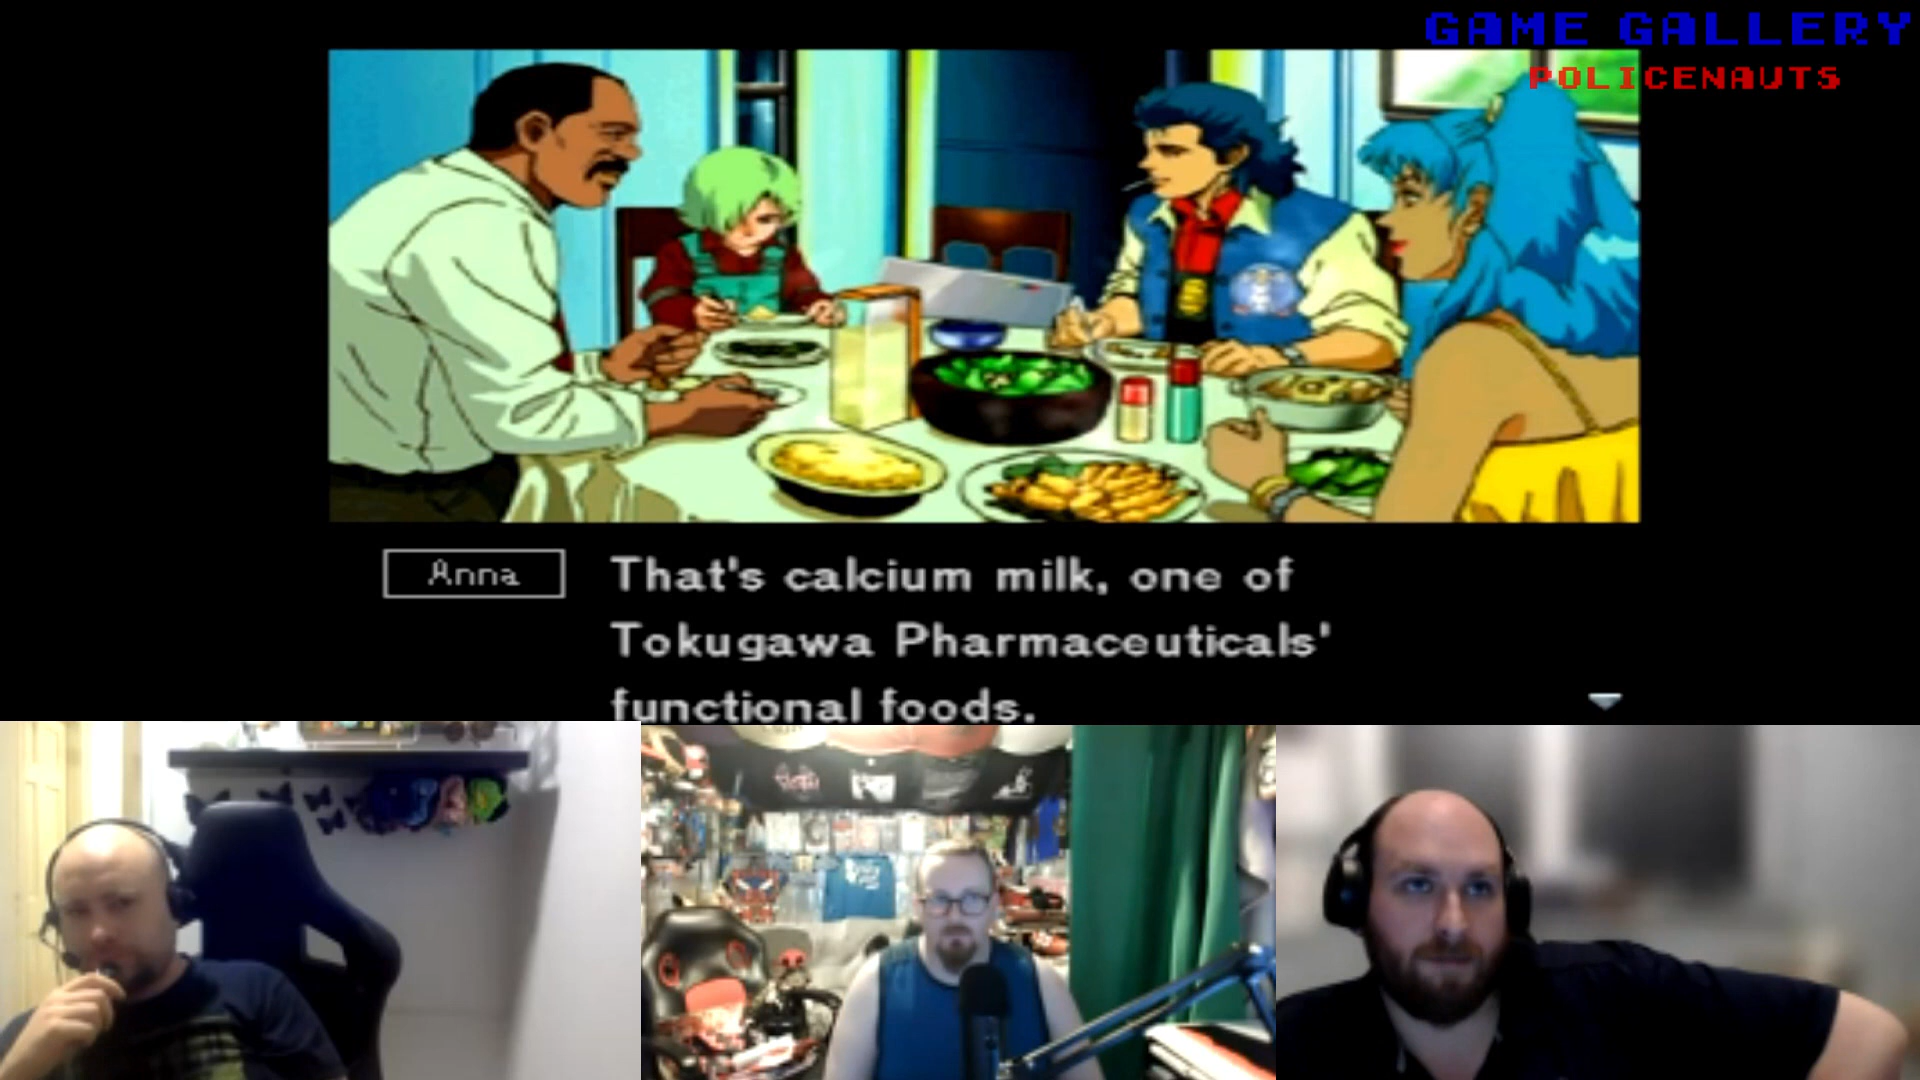 GAME GALLERY
POLICENAUTS
Anna
That's calcium milk, one of
Tokugawa Pharmaceuticals'
functional foods.